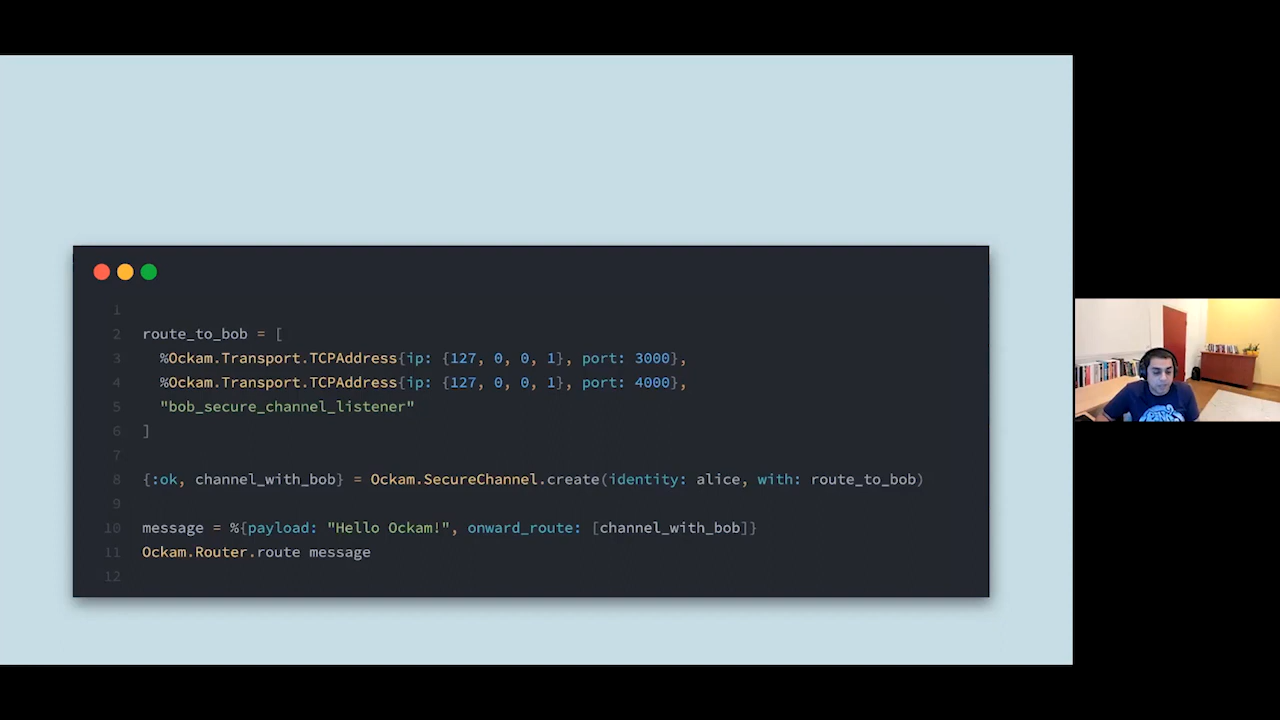 1
2 route_to_bob = [
3 %Ockam.Transport.TCPAddress{ip: {127, 0, 0, 1}, port: 3000},
4 %Ockam.Transport.TCPAddress{ip: {127, 0, 0, 1}, port: 4000},
5 "bob_secure_channel_listener"
6 ]
7
8 {:ok, channel_with_bob} = Ockam.SecureChannel.create(identity: alice, with: route_to_bob)
9
10 message = %{payload: "Hello Ockam!", onward_route: [channel_with_bob]}
11 Ockam.Router.route message
12